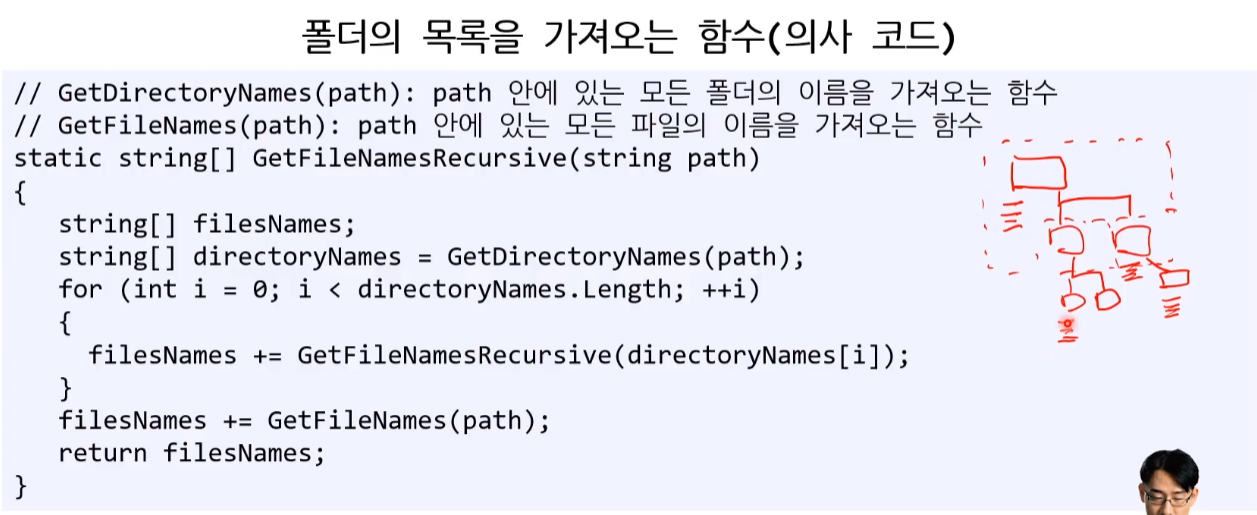 폴더의 목록을 가져오는 함수(의사 코드)
// GetDirectoryNames(path): path 안에 있는 모든 폴더의 이름을 가져오는 함수
// GetFileNames(path): path 안에 있는 모든 파일의 이름을 가져오는 함수
static string[] GetFileNamesRecursive(string path)
{
string[] filesNames;
string[] directoryNames = GetDirectoryNames(path);
for (int i = 0; i < directoryNames.Length; ++i)
{
filesNames += GetFileNamesRecursive(directoryNames[i]);
}
filesNames += GetFileNames(path);
return filesNames;
}